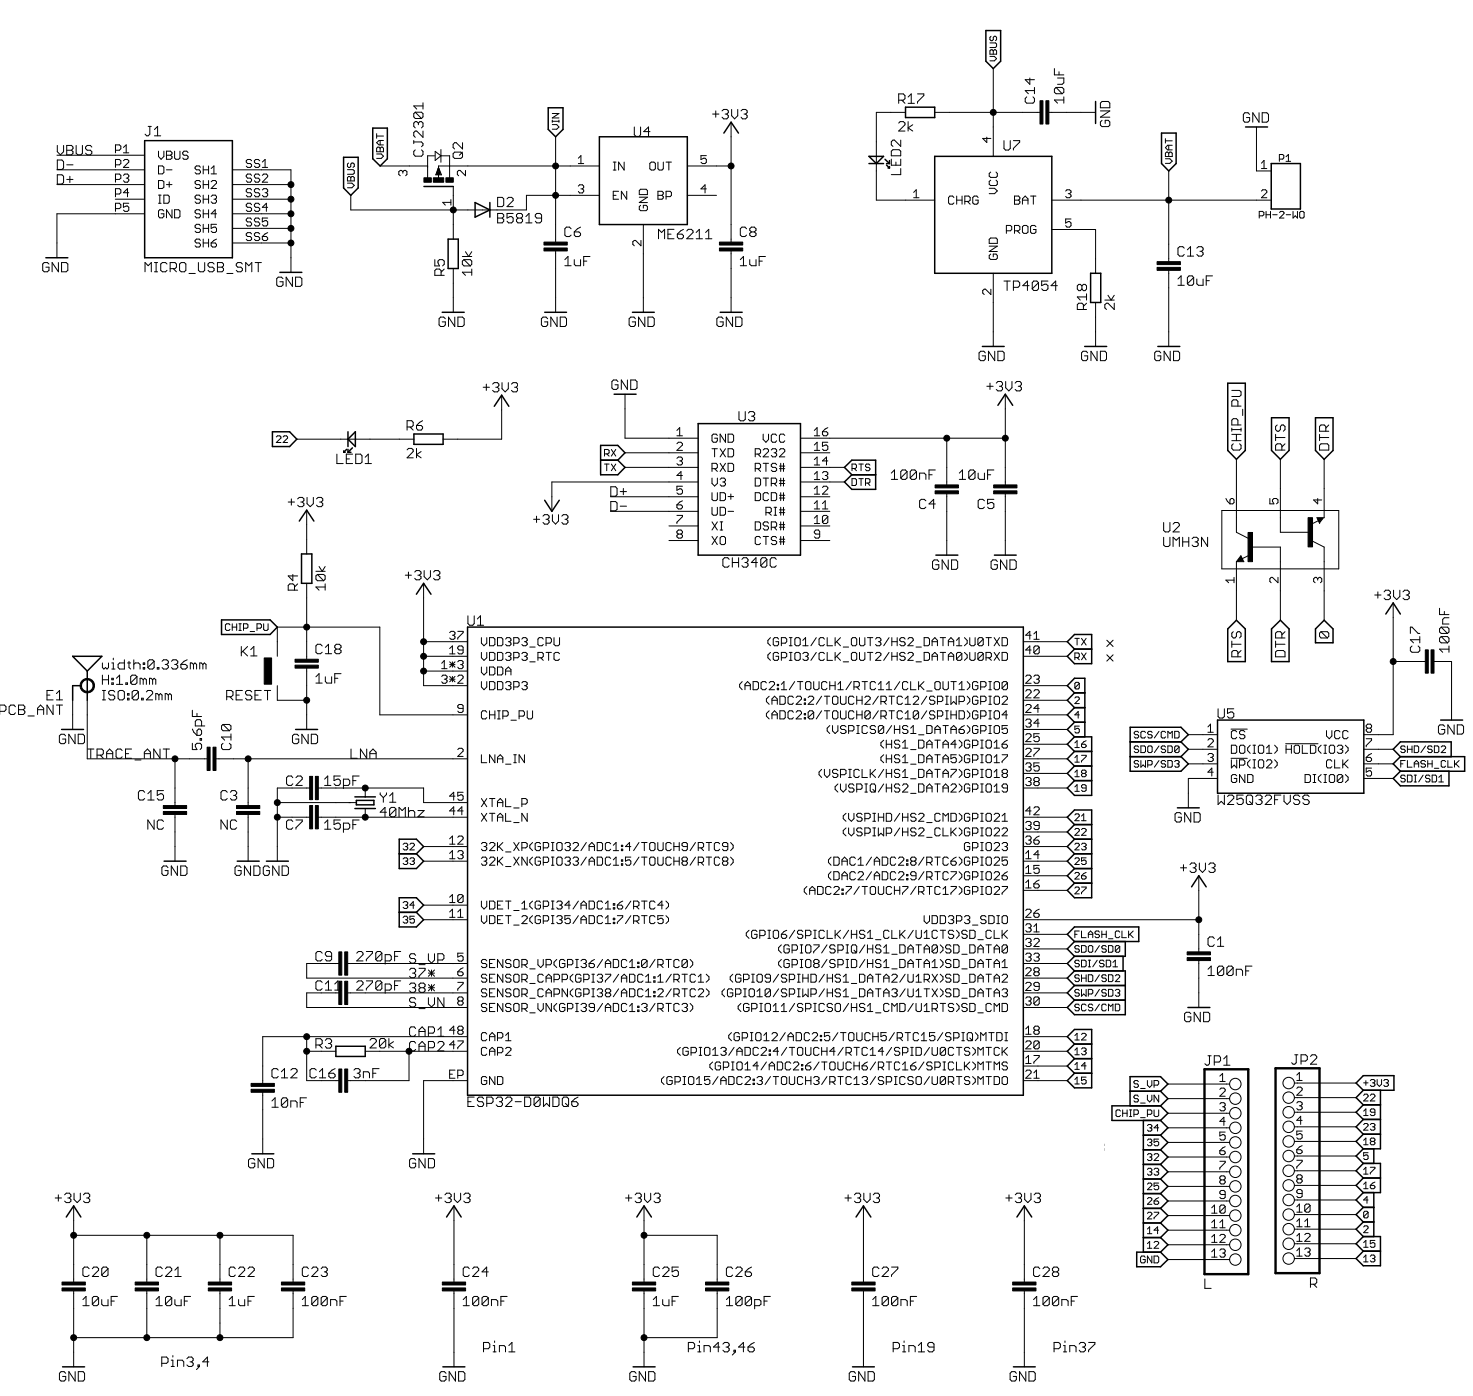 J1
VBUS P1
D- P2
D+ P3
P4
P5
VBUS
D-
D+
ID
GND
SH1 SS1
SH2 SS2
SH3 SS3
SH4 SS4
SH5 SS5
SH6 SS6
MICRO_USB_SMT
GND
GND
VBAT
VBUS
CJ2301
Q2
3
2
1
D2
B5819
R5
10k
GND
VIN
C6
1uF
GND
U4
1 IN OUT 5
3 EN GND BP 4
2
ME6211
GND
+3V3
C8
1uF
GND
VBUS
R17
2k
C14
10uF
GND
LED2
U7
4
VCC
1 CHRG BAT 3
PROG 5
GND
2
TP4054
GND
R18
2k
GND
VBAT
C13
10uF
GND
GND
P1
1
2
PH-2-WO
22
LED1
R6
2k
+3V3
GND
U3
1 GND VCC 16
2 TXD R232 15
3 RXD RTS# 14
4 V3 DTR# 13
5 UD+ DCD# 12
6 UD- RI# 11
7 XI DSR# 10
8 XO CTS# 9
RX
TX
D+
D-
+3V3
CH340C
RTS
DTR
100nF
C4
GND
10uF
C5
GND
+3V3
CHIP_PU
RTS
DTR
6
5
4
U2
UMH3N
1
2
3
RTS
DTR
0
+3V3
C17
100nF
GND
U5
SCS/CMD 1 CS VCC 8
SDO/SD0 2 DO(IO1) HOLD(IO3) 7 SHD/SD2
SWP/SD3 3 WP(IO2) CLK 6 FLASH_CLK
4 GND DI(IO0) 5 SDI/SD1
W25Q32FVSS
GND
+3V3
R4
10k
CHIP_PU
K1
RESET
C18
1uF
GND
width:0.336mm
H:1.0mm
ISO:0.2mm
E1
PCB_ANT
GND
TRACE_ANT
5.6pF
C10
LNA
C15
NC
GND
C3
NC
GND
C2 15pF
Y1
40Mhz
C7 15pF
GND
+3V3
U1
37 VDD3P3_CPU
19 VDD3P3_RTC
1*3 VDDA
3*2 VDD3P3
9 CHIP_PU
2 LNA_IN
45 XTAL_P
44 XTAL_N
32 12 32K_XP(GPIO32/ADC1:4/TOUCH9/RTC9)
33 13 32K_XN(GPIO33/ADC1:5/TOUCH8/RTC8)
34 10 VDET_1(GPI34/ADC1:6/RTC4)
35 11 VDET_2(GPI35/ADC1:7/RTC5)
C9 270pF S_VP 5 SENSOR_VP(GPI36/ADC1:0/RTC0)
37* 6 SENSOR_CAPP(GPI37/ADC1:1/RTC1)
C11 270pF 38* 7 SENSOR_CAPN(GPI38/ADC1:2/RTC2)
S_VN 8 SENSOR_VN(GPI39/ADC1:3/RTC3)
CAP1 48 CAP1
R3 20k CAP2 47 CAP2
C16 3nF
C12
10nF
GND
EP GND
GND
ESP32-D0WDQ6
(GPIO1/CLK_OUT3/HS2_DATA1)U0TXD 41 TX x
(GPIO3/CLK_OUT2/HS2_DATA0)U0RXD 40 RX x
(ADC2:1/TOUCH1/RTC11/CLK_OUT1)GPIO0 23 0
(ADC2:2/TOUCH2/RTC12/SPIWP)GPIO2 22 2
(ADC2:0/TOUCH0/RTC10/SPIHD)GPIO4 24 4
(VSPICS0/HS1_DATA6)GPIO5 34 5
(HS1_DATA4)GPIO16 25 16
(HS1_DATA5)GPIO17 27 17
(VSPICLK/HS1_DATA7)GPIO18 35 18
(VSPIQ/HS2_DATA2)GPIO19 38 19
(VSPIHD/HS2_CMD)GPIO21 42 21
(VSPIWP/HS2_CLK)GPIO22 39 22
GPIO23 36 23
(DAC1/ADC2:8/RTC6)GPIO25 14 25
(DAC2/ADC2:9/RTC7)GPIO26 15 26
(ADC2:7/TOUCH7/RTC17)GPIO27 16 27
VDD3P3_SDIO 26
(GPIO6/SPICLK/HS1_CLK/U1CTS)SD_CLK 31 FLASH_CLK
(GPIO7/SPIQ/HS1_DATA0)SD_DATA0 32 SDO/SD0
(GPIO8/SPID/HS1_DATA1)SD_DATA1 33 SDI/SD1
(GPIO9/SPIHD/HS1_DATA2/U1RX)SD_DATA2 28 SHD/SD2
(GPIO10/SPIWP/HS1_DATA3/U1TX)SD_DATA3 29 SWP/SD3
(GPIO11/SPICS0/HS1_CMD/U1RTS)SD_CMD 30 SCS/CMD
(GPIO12/ADC2:5/TOUCH5/RTC15/SPIQ)MTDI 18 12
(GPIO13/ADC2:4/TOUCH4/RTC14/SPID/U0CTS)MTCK 20 13
(GPIO14/ADC2:6/TOUCH6/RTC16/SPICLK)MTMS 17 14
(GPIO15/ADC2:3/TOUCH3/RTC13/SPICS0/U0RTS)MTDO 21 15
+3V3
C1
100nF
GND
JP1
S_VP 1
S_VN 2
CHIP_PU 3
34 4
35 5
32 6
33 7
25 8
26 9
27 10
14 11
12 12
GND 13
L
JP2
1 +3V3
2 22
3 19
4 23
5 18
6 5
7 17
8 16
9 4
10 0
11 2
12 15
13 13
R
+3V3
C20
10uF
C21
10uF
C22
1uF
C23
100nF
GND
Pin3,4
+3V3
C24
100nF
GND
Pin1
+3V3
C25
1uF
C26
100pF
GND
Pin43,46
+3V3
C27
100nF
GND
Pin19
+3V3
C28
100nF
GND
Pin37